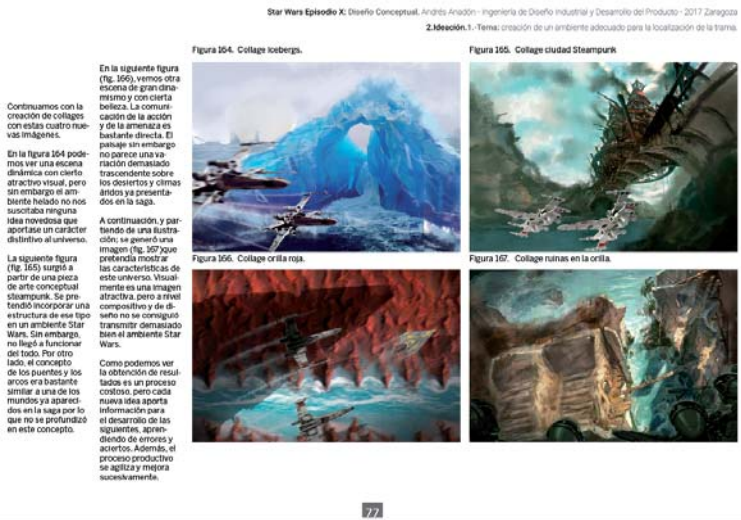 Star Wars Episodio X: Diseño Conceptual. Andrés Anadón - Ingeniería de Diseño Industrial y Desarrollo del Producto - 2017 Zaragoza
2.Ideación.1.-Tema: creación de un ambiente adecuado para la localización de la trama.
Continuamos con la
creación de collages
con estas cuatro nue-
vas imágenes.
En la figura 164 pode-
mos ver una escena
dinámica con cierto
atractivo visual, pero
sin embargo el am-
biente helado no nos
suscitaba ninguna
idea novedosa que
aportase un carácter
distintivo al universo.
La siguiente figura
(fig. 165) surgió a
partir de una pieza
de arte conceptual
steampunk. Se pre-
tendió incorporar una
estructura de ese tipo
en un ambiente Star
Wars. Sin embargo,
no llegó a funcionar
del todo. Por otro
lado, el concepto
de los puentes y los
arcos era bastante
similar a una de los
mundos ya apareci-
dos en la saga por lo
que no se profundizó
en este concepto.
En la siguiente figura
(fig. 166), vemos otra
escena de gran dina-
mismo y con cierta
belleza. La comuni-
cación de la acción
y de la amenaza es
bastante directa. El
paisaje sin embargo
no parece una va-
riación demasiado
trascendente sobre
los desiertos y climas
áridos ya presenta-
dos en la saga.
A continuación, y par-
tiendo de una ilustra-
ción; se generó una
imagen (fig. 167)que
pretendía mostrar
las características de
este universo. Visual-
mente es una imagen
atractiva, pero a nivel
compositivo y de di-
seño no se consiguió
transmitir demasiado
bien el ambiente Star
Wars.
Como podemos ver
la obtención de resul-
tados es un proceso
costoso, pero cada
nueva idea aporta
información para
el desarrollo de las
siguientes, apren-
diendo de errores y
aciertos. Además, el
proceso productivo
se agiliza y mejora
sucesivamente.
Figura 164. Collage Icebergs.
Figura 165. Collage ciudad Steampunk
Figura 166. Collage orilla roja.
Figura 167. Collage ruinas en la orilla.
77